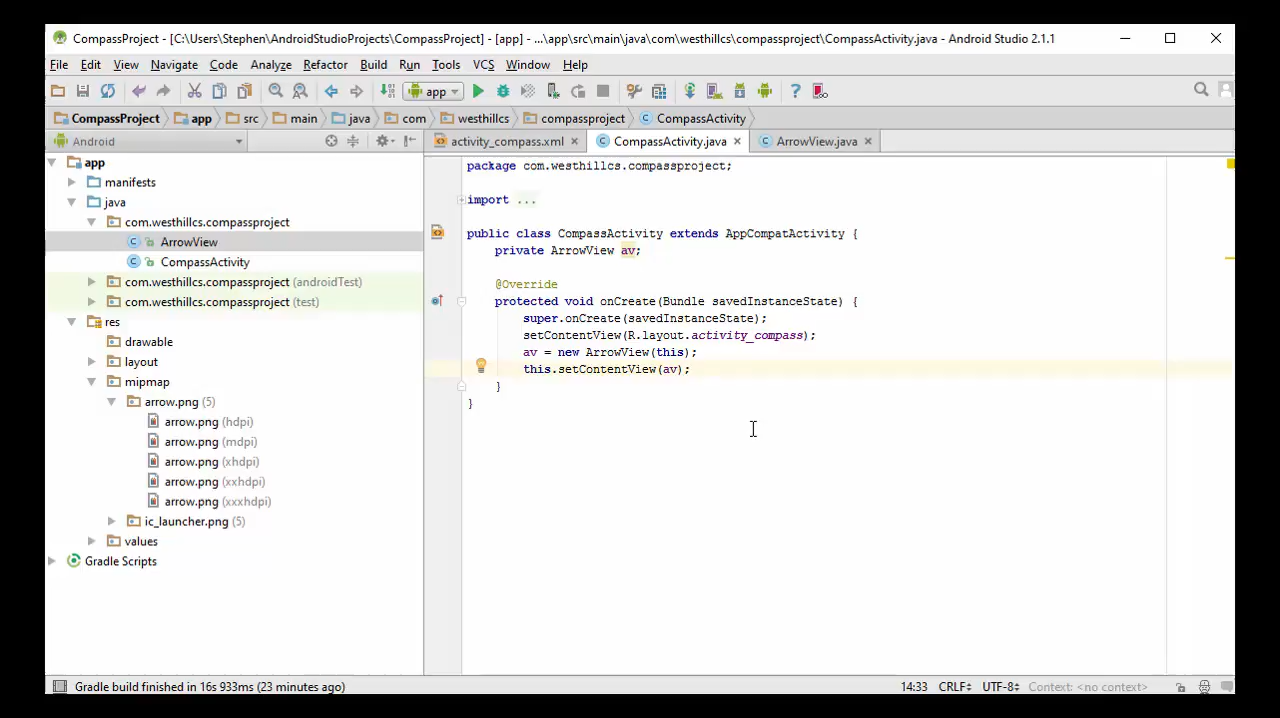 CompassProject - [C:\Users\Stephen\AndroidStudioProjects\CompassProject] - [app] - ...\app\src\main\java\com\westhillcs\compassproject\CompassActivity.java - Android Studio 2.1.1
File Edit View Navigate Code Analyze Refactor Build Run Tools VCS Window Help
app
CompassProject app src main java com westhillcs compassproject CompassActivity
Android
activity_compass.xml CompassActivity.java ArrowView.java
app
manifests
java
com.westhillcs.compassproject
ArrowView
CompassActivity
com.westhillcs.compassproject (androidTest)
com.westhillcs.compassproject (test)
res
drawable
layout
mipmap
arrow.png (5)
arrow.png (hdpi)
arrow.png (mdpi)
arrow.png (xhdpi)
arrow.png (xxhdpi)
arrow.png (xxxhdpi)
ic_launcher.png (5)
values
Gradle Scripts
package com.westhillcs.compassproject;
import ...
public class CompassActivity extends AppCompatActivity {
private ArrowView av;
@Override
protected void onCreate(Bundle savedInstanceState) {
super.onCreate(savedInstanceState);
setContentView(R.layout.activity_compass);
av = new ArrowView(this);
this.setContentView(av);
}
}
Gradle build finished in 16s 933ms (23 minutes ago) 14:33 CRLF UTF-8 Context: <no context>